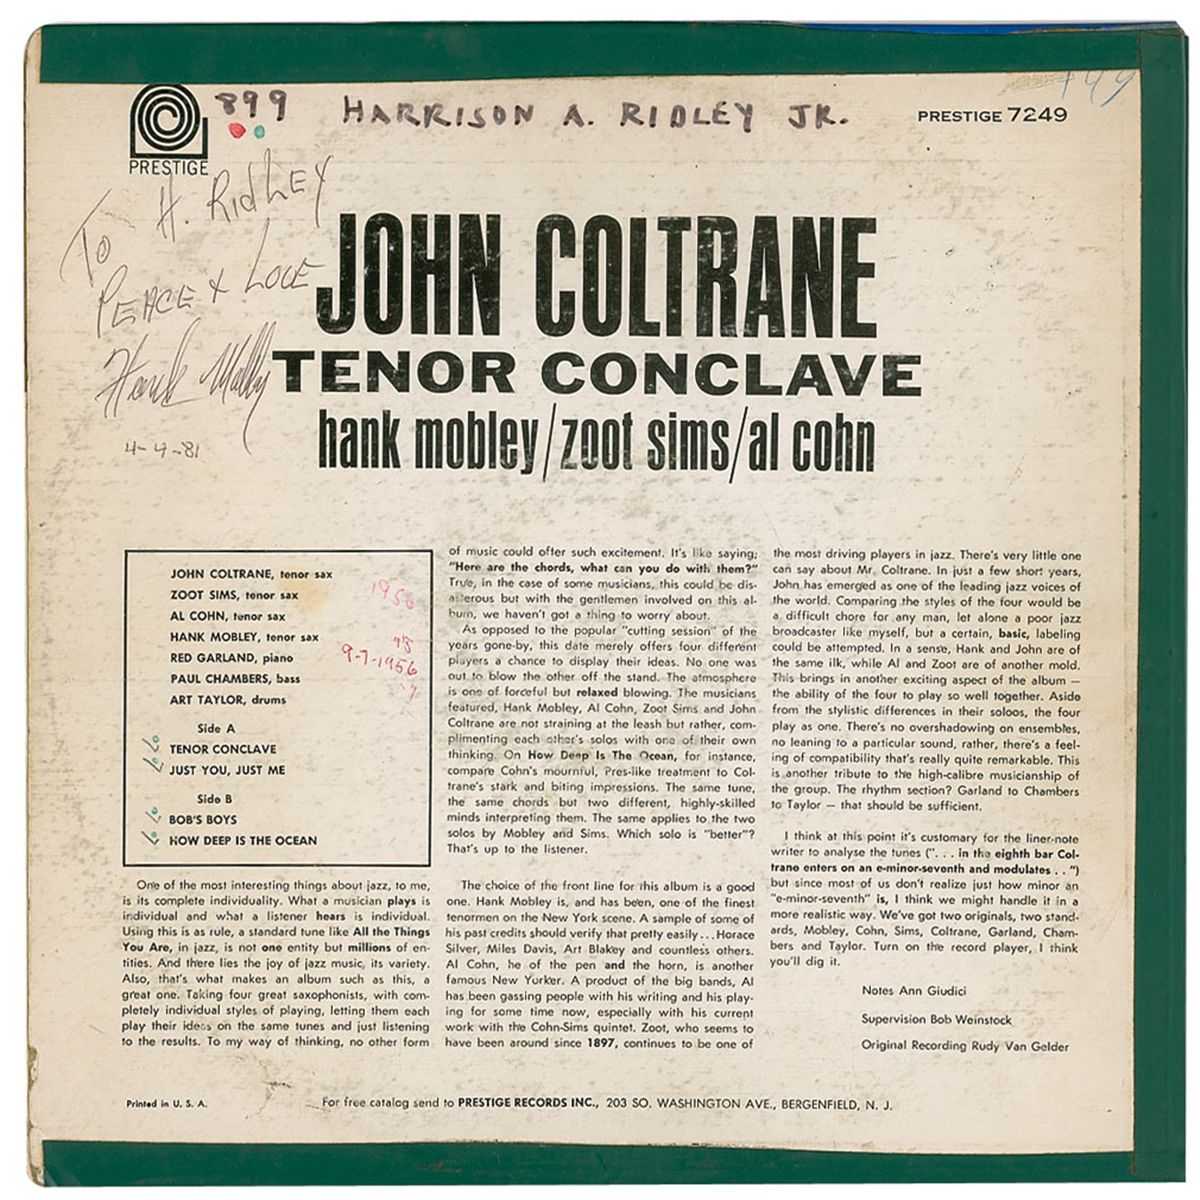 899 HARRISON A. RIDLEY JR.
PRESTIGE 7249
PRESTIGE
To H. RidLEY
PEACE & LOVE
Hank Mobley
4-4-81
JOHN COLTRANE
TENOR CONCLAVE
hank mobley/zoot sims/al cohn
JOHN COLTRANE, tenor sax
ZOOT SIMS, tenor sax
AL COHN, tenor sax
HANK MOBLEY, tenor sax
RED GARLAND, piano
PAUL CHAMBERS, bass
ART TAYLOR, drums
1956
9-7-1956
Side A
TENOR CONCLAVE
JUST YOU, JUST ME
Side B
BOB'S BOYS
HOW DEEP IS THE OCEAN
One of the most interesting things about jazz, to me,
is its complete individuality. What a musician plays is
individual and what a listener hears is individual.
Using this is as rule, a standard tune like All the Things
You Are, in jazz, is not one entity but millions of en-
tities. And there lies the joy of jazz music, its variety.
Also, that's what makes an album such as this, a
great one. Taking four great saxophonists, with com-
pletely individual styles of playing, letting them each
play their ideas on the same tunes and just listening
to the results. To my way of thinking, no other form
of music could offer such excitement. It's like saying;
"Here are the chords, what can you do with them?"
True, in the case of some musicians, this could be dis-
asterous but with the gentlemen involved on this al-
bum, we haven't got a thing to worry about.
As opposed to the popular "cutting session" of the
years gone-by, this date merely offers four different
players a chance to display their ideas. No one was
out to blow the other off the stand. The atmosphere
is one of forceful but relaxed blowing. The musicians
featured, Hank Mobley, Al Cohn, Zoot Sims and John
Coltrane are not straining at the leash but rather, com-
plimenting each other's solos with one of their own
thinking. On How Deep Is The Ocean, for instance,
compare Cohn's mournful, Pres-like treatment to Col-
trane's stark and biting impressions. The same tune,
the same chords but two different, highly-skilled
minds interpreting them. The same applies to the two
solos by Mobley and Sims. Which solo is "better"?
That's up to the listener.
The choice of the front line for this album is a good
one. Hank Mobley is, and has been, one of the finest
tenormen on the New York scene. A sample of some of
his past credits should verify that pretty easily...Horace
Silver, Miles Davis, Art Blakey and countless others.
Al Cohn, he of the pen and the horn, is another
famous New Yorker. A product of the big bands, Al
has been gassing people with his writing and his play-
ing for some time now, especially with his current
work with the Cohn-Sims quintet. Zoot, who seems to
have been around since 1897, continues to be one of
the most driving players in jazz. There's very little one
can say about Mr. Coltrane. In just a few short years,
John has emerged as one of the leading jazz voices of
the world. Comparing the styles of the four would be
a difficult chore for any man, let alone a poor jazz
broadcaster like myself, but a certain, basic, labeling
could be attempted. In a sense, Hank and John are of
the same ilk, while Al and Zoot are of another mold.
This brings in another exciting aspect of the album —
the ability of the four to play so well together. Aside
from the stylistic differences in their soloos, the four
play as one. There's no overshadowing on ensembles,
no leaning to a particular sound, rather, there's a feel-
ing of compatibility that's really quite remarkable. This
is another tribute to the high-calibre musicianship of
the group. The rhythm section? Garland to Chambers
to Taylor — that should be sufficient.
I think at this point it's customary for the liner-note
writer to analyse the tunes (". . . in the eighth bar Col-
trane enters on an e-minor-seventh and modulates . . ")
but since most of us don't realize just how minor an
"e-minor-seventh" is, I think we might handle it in a
more realistic way. We've got two originals, two stand-
ards, Mobley, Cohn, Sims, Coltrane, Garland, Cham-
bers and Taylor. Turn on the record player, I think
you'll dig it.
Notes Ann Giudici
Supervision Bob Weinstock
Original Recording Rudy Van Gelder
Printed in U. S. A.
For free catalog send to PRESTIGE RECORDS INC., 203 SO. WASHINGTON AVE., BERGENFIELD, N. J.